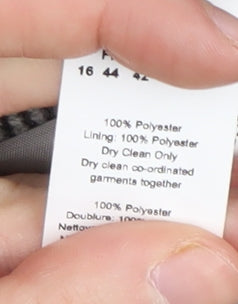 16 44 42
100% Polyester
Lining: 100% Polyester
Dry Clean Only
Dry clean co-ordinated
garments together
100% Polyester
Doublure: 100%